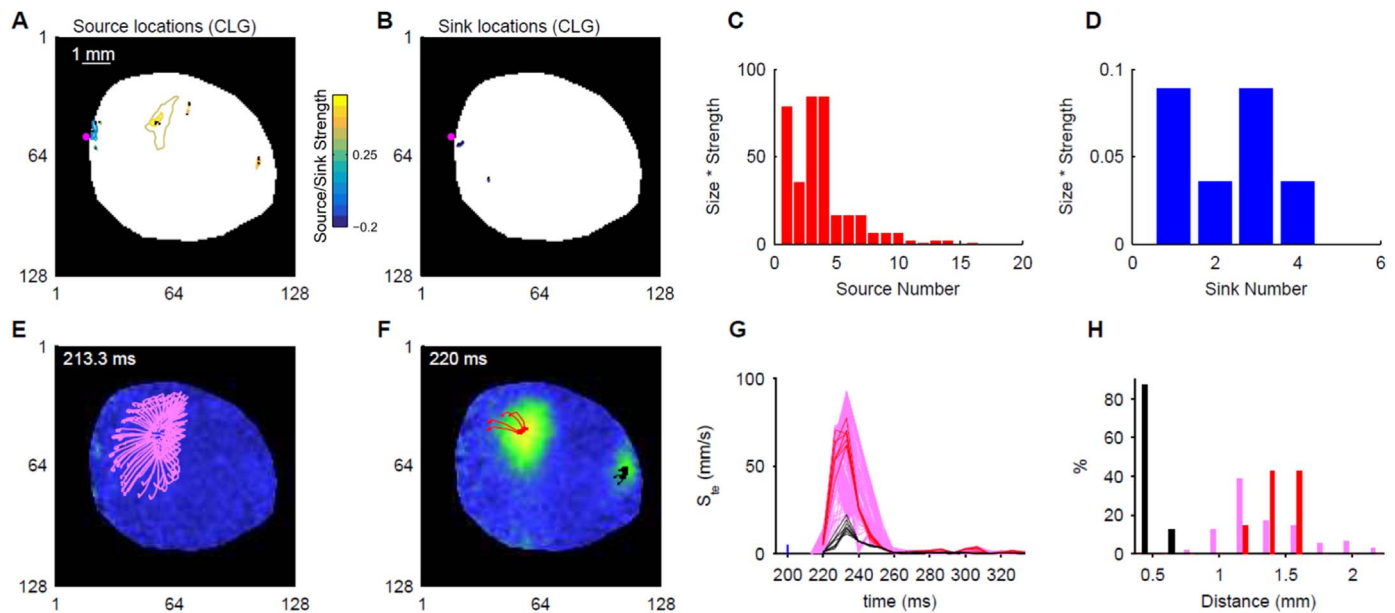 A
Source locations (CLG)
1
1 mm
64
128
1
64
128
Source/Sink Strength
0.25
−0.2
B
Sink locations (CLG)
1
64
128
1
64
128
C
Size * Strength
100
50
0
0
5
10
15
20
Source Number
D
Size * Strength
0.1
0.05
0
0
2
4
6
Sink Number
E
213.3 ms
1
64
128
1
64
128
F
220 ms
1
64
128
1
64
128
G
S_te (mm/s)
100
50
0
200
220
240
260
280
300
320
time (ms)
H
%
80
60
40
20
0
0.5
1
1.5
2
Distance (mm)